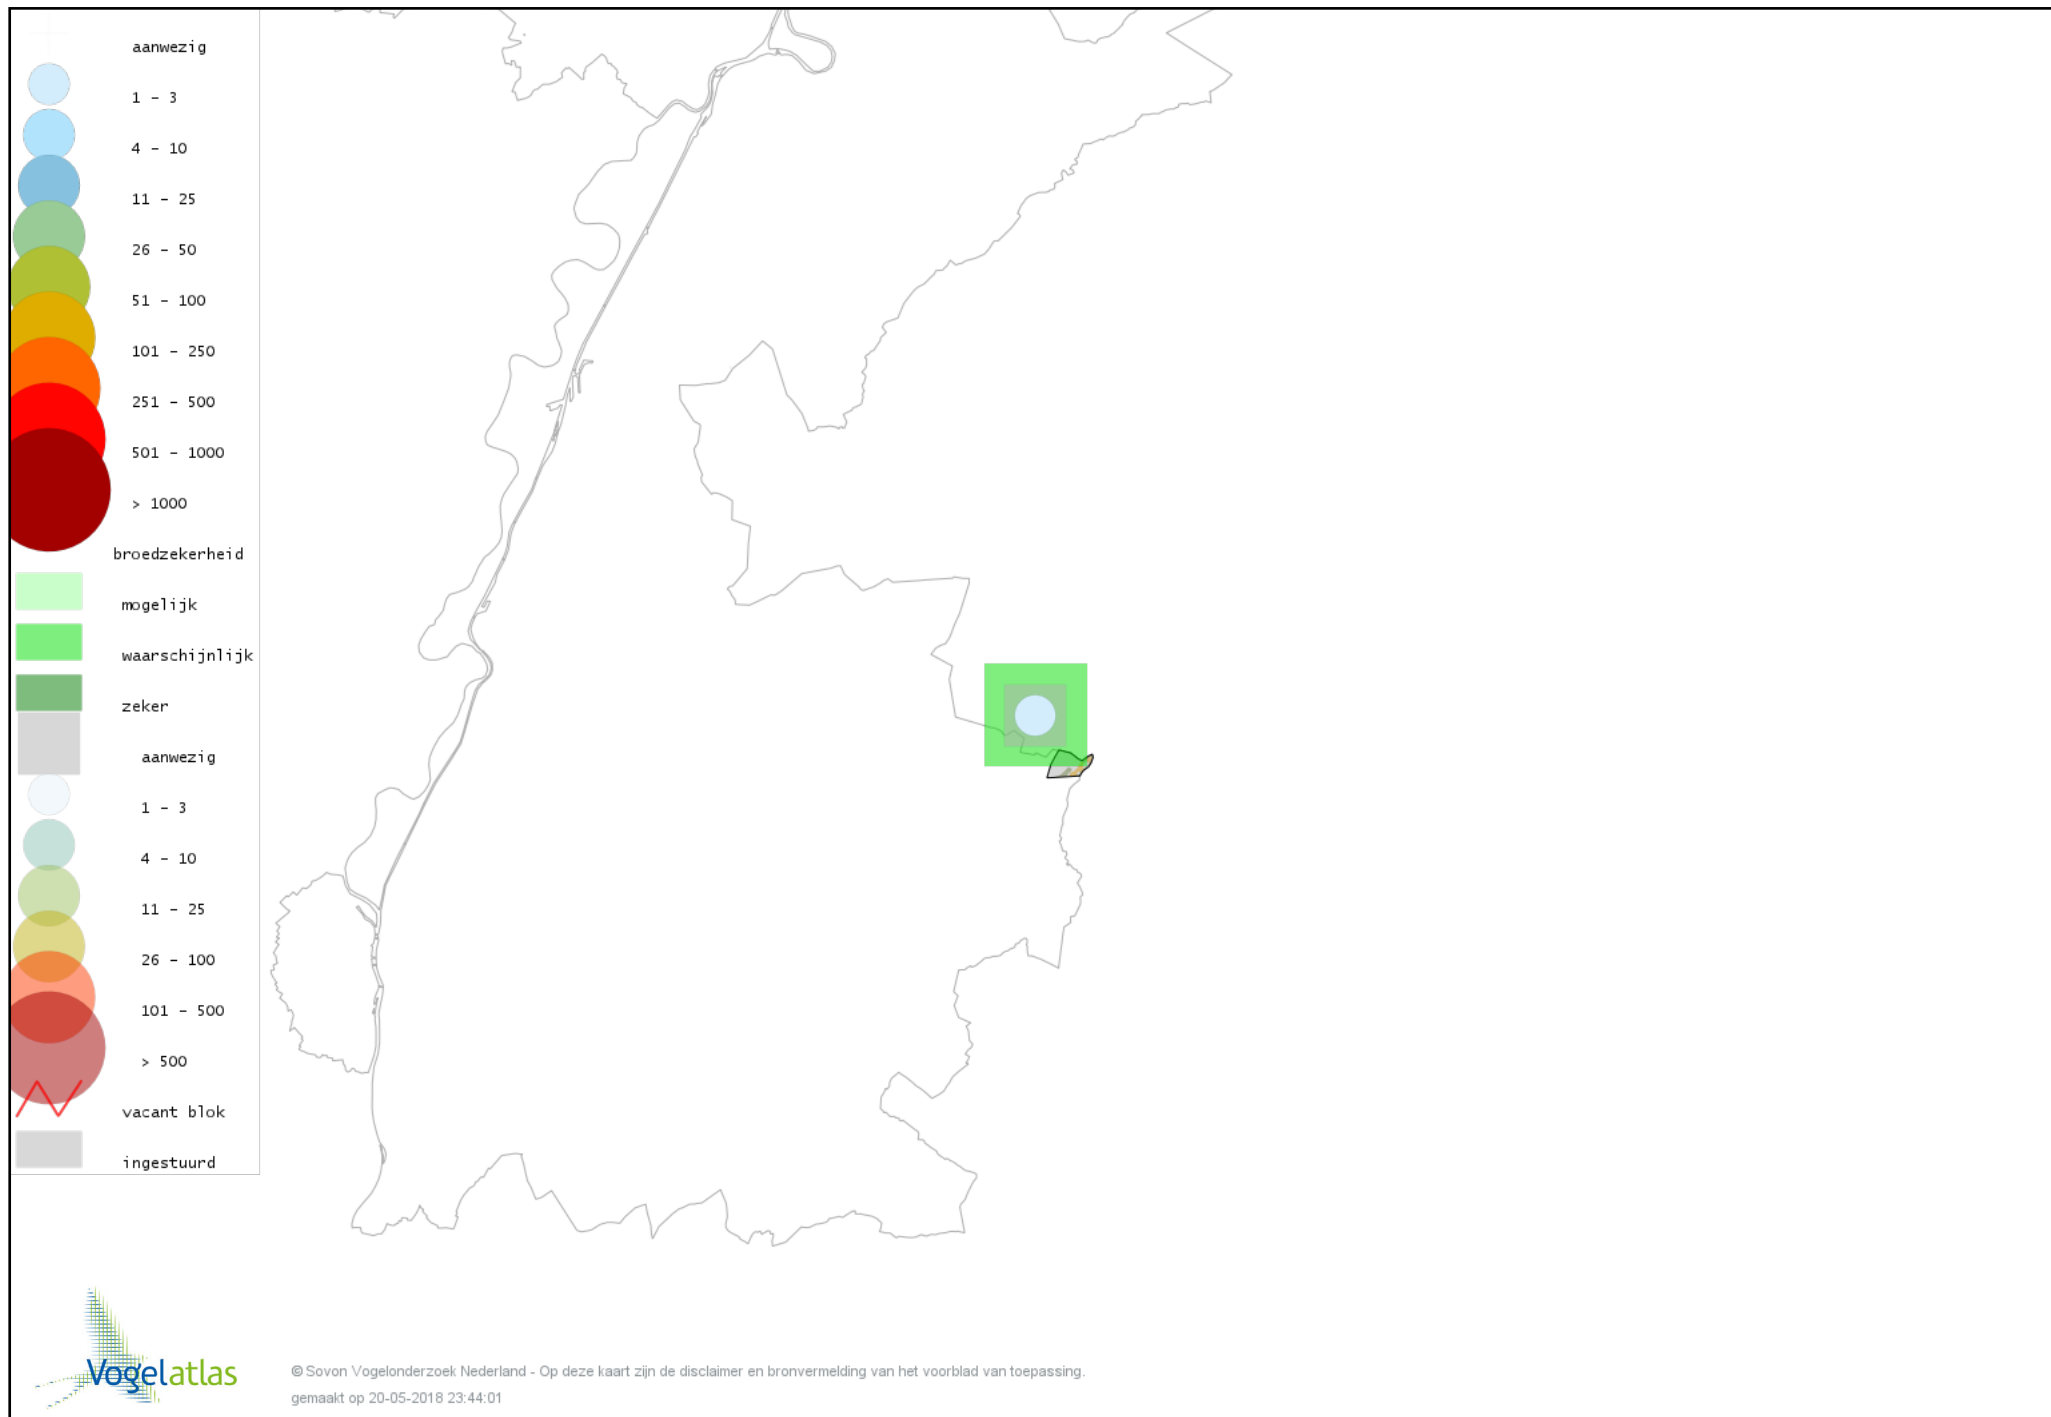 aanwezig
1 - 3
4 - 10
11 - 25
26 - 50
51 - 100
101 - 250
251 - 500
501 - 1000
> 1000
broedzekerheid
mogelijk
waarschijnlijk
zeker
aanwezig
1 - 3
4 - 10
11 - 25
26 - 100
101 - 500
> 500
vacant blok
ingestuurd
Vogelatlas
© Sovon Vogelonderzoek Nederland - Op deze kaart zijn de disclaimer en bronvermelding van het voorblad van toepassing.
gemaakt op 20-05-2018 23:44:01